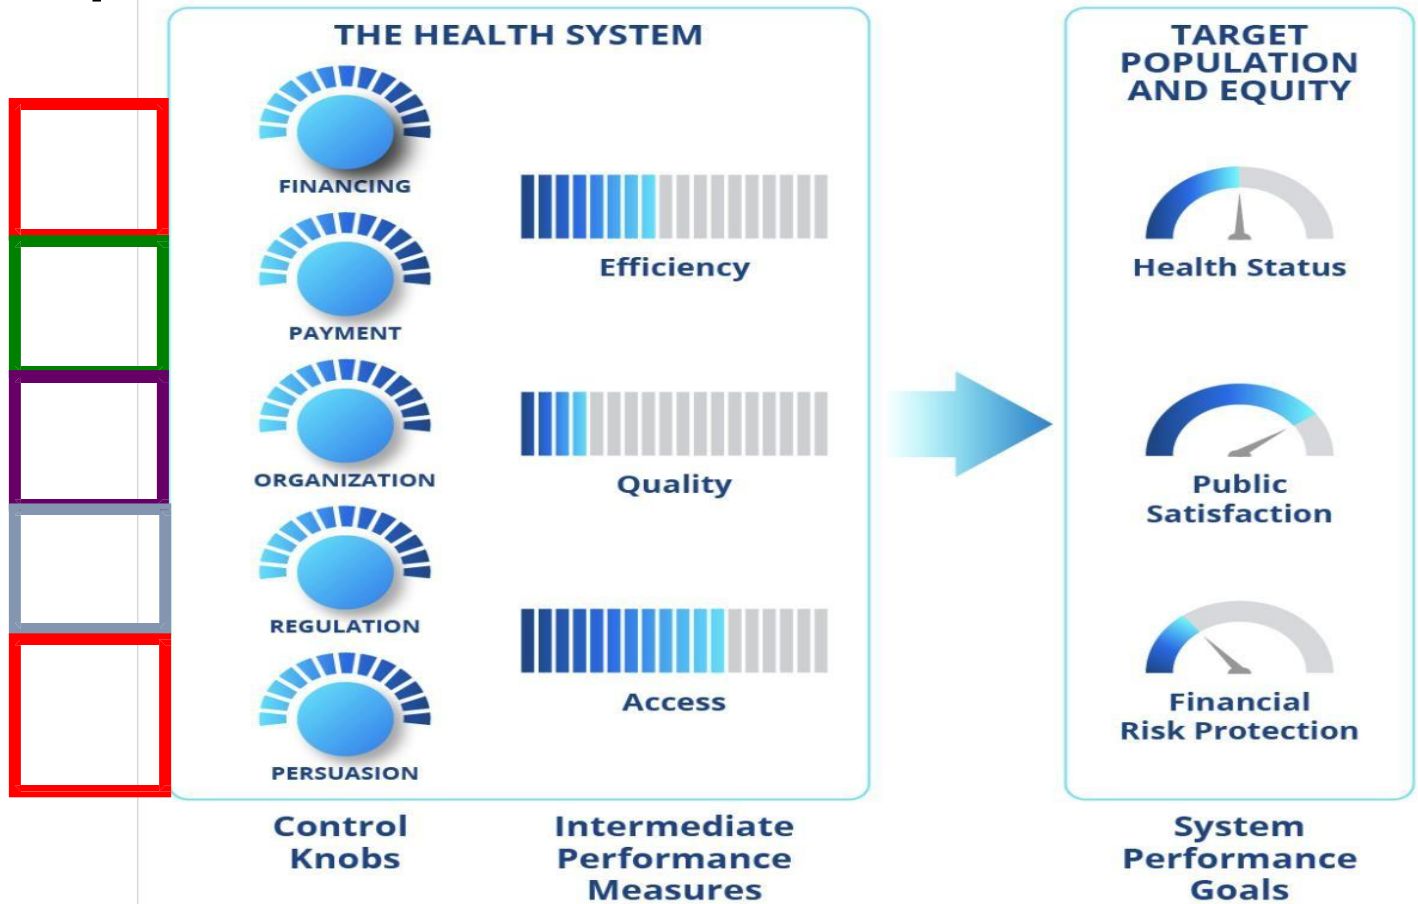 THE HEALTH SYSTEM
FINANCING
PAYMENT
ORGANIZATION
REGULATION
PERSUASION
Efficiency
Quality
Access
Control
Knobs
Intermediate
Performance
Measures
TARGET
POPULATION
AND EQUITY
Health Status
Public
Satisfaction
Financial
Risk Protection
System
Performance
Goals